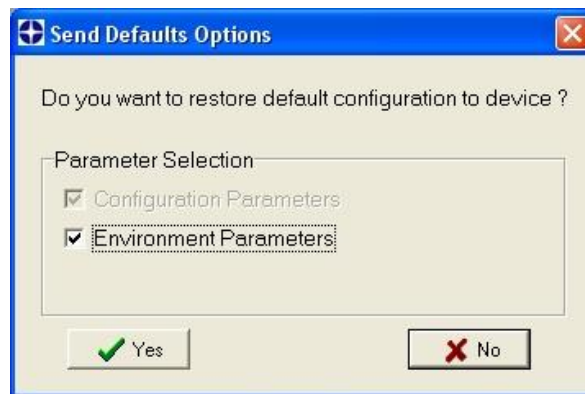 Send Defaults Options
Do you want to restore default configuration to device ?
Parameter Selection
Configuration Parameters
Environment Parameters
Yes
No